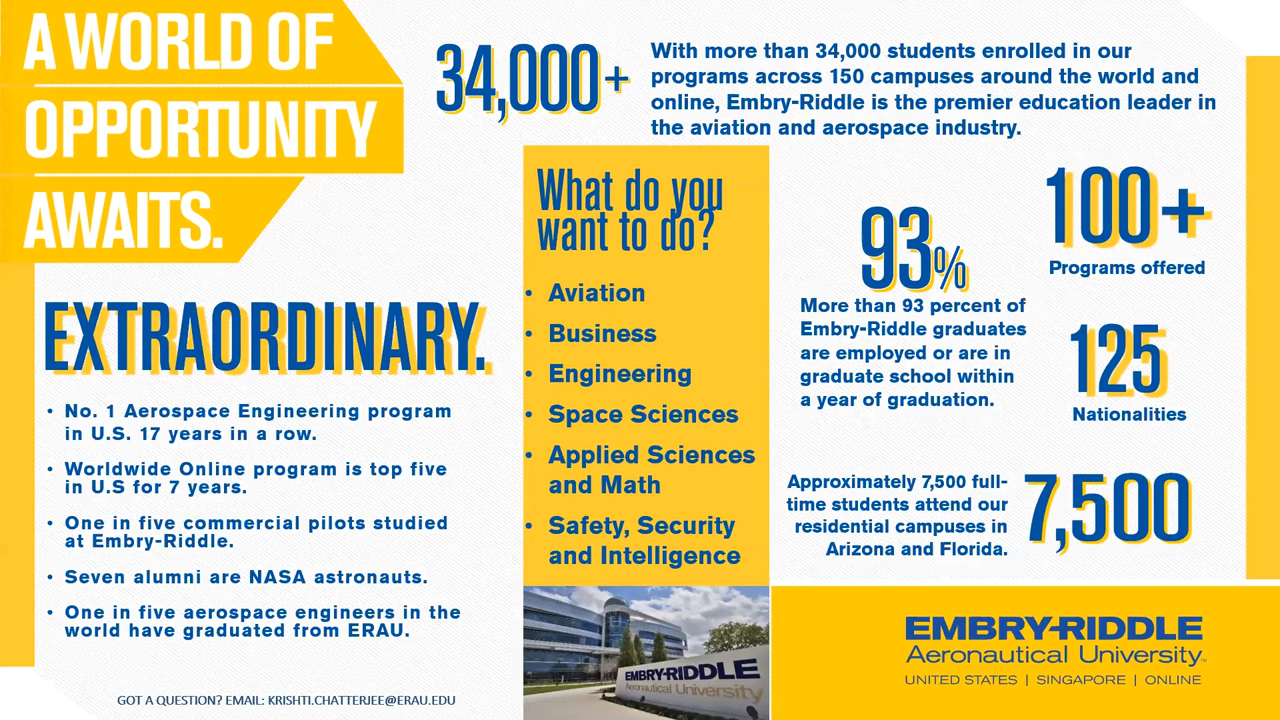 A WORLD OF
OPPORTUNITY
AWAITS.
34,000+
With more than 34,000 students enrolled in our
programs across 150 campuses around the world and
online, Embry-Riddle is the premier education leader in
the aviation and aerospace industry.
EXTRAORDINARY.
• No. 1 Aerospace Engineering program
in U.S. 17 years in a row.
• Worldwide Online program is top five
in U.S for 7 years.
• One in five commercial pilots studied
at Embry-Riddle.
• Seven alumni are NASA astronauts.
• One in five aerospace engineers in the
world have graduated from ERAU.
GOT A QUESTION? EMAIL: KRISHTI.CHATTERJEE@ERAU.EDU
What do you
want to do?
• Aviation
• Business
• Engineering
• Space Sciences
• Applied Sciences
and Math
• Safety, Security
and Intelligence
EMBRY-RIDDLE
Aeronautical University
93%
More than 93 percent of
Embry-Riddle graduates
are employed or are in
graduate school within
a year of graduation.
100+
Programs offered
125
Nationalities
Approximately 7,500 full-
time students attend our
residential campuses in
Arizona and Florida.
7,500
EMBRY-RIDDLE
Aeronautical University™
UNITED STATES | SINGAPORE | ONLINE